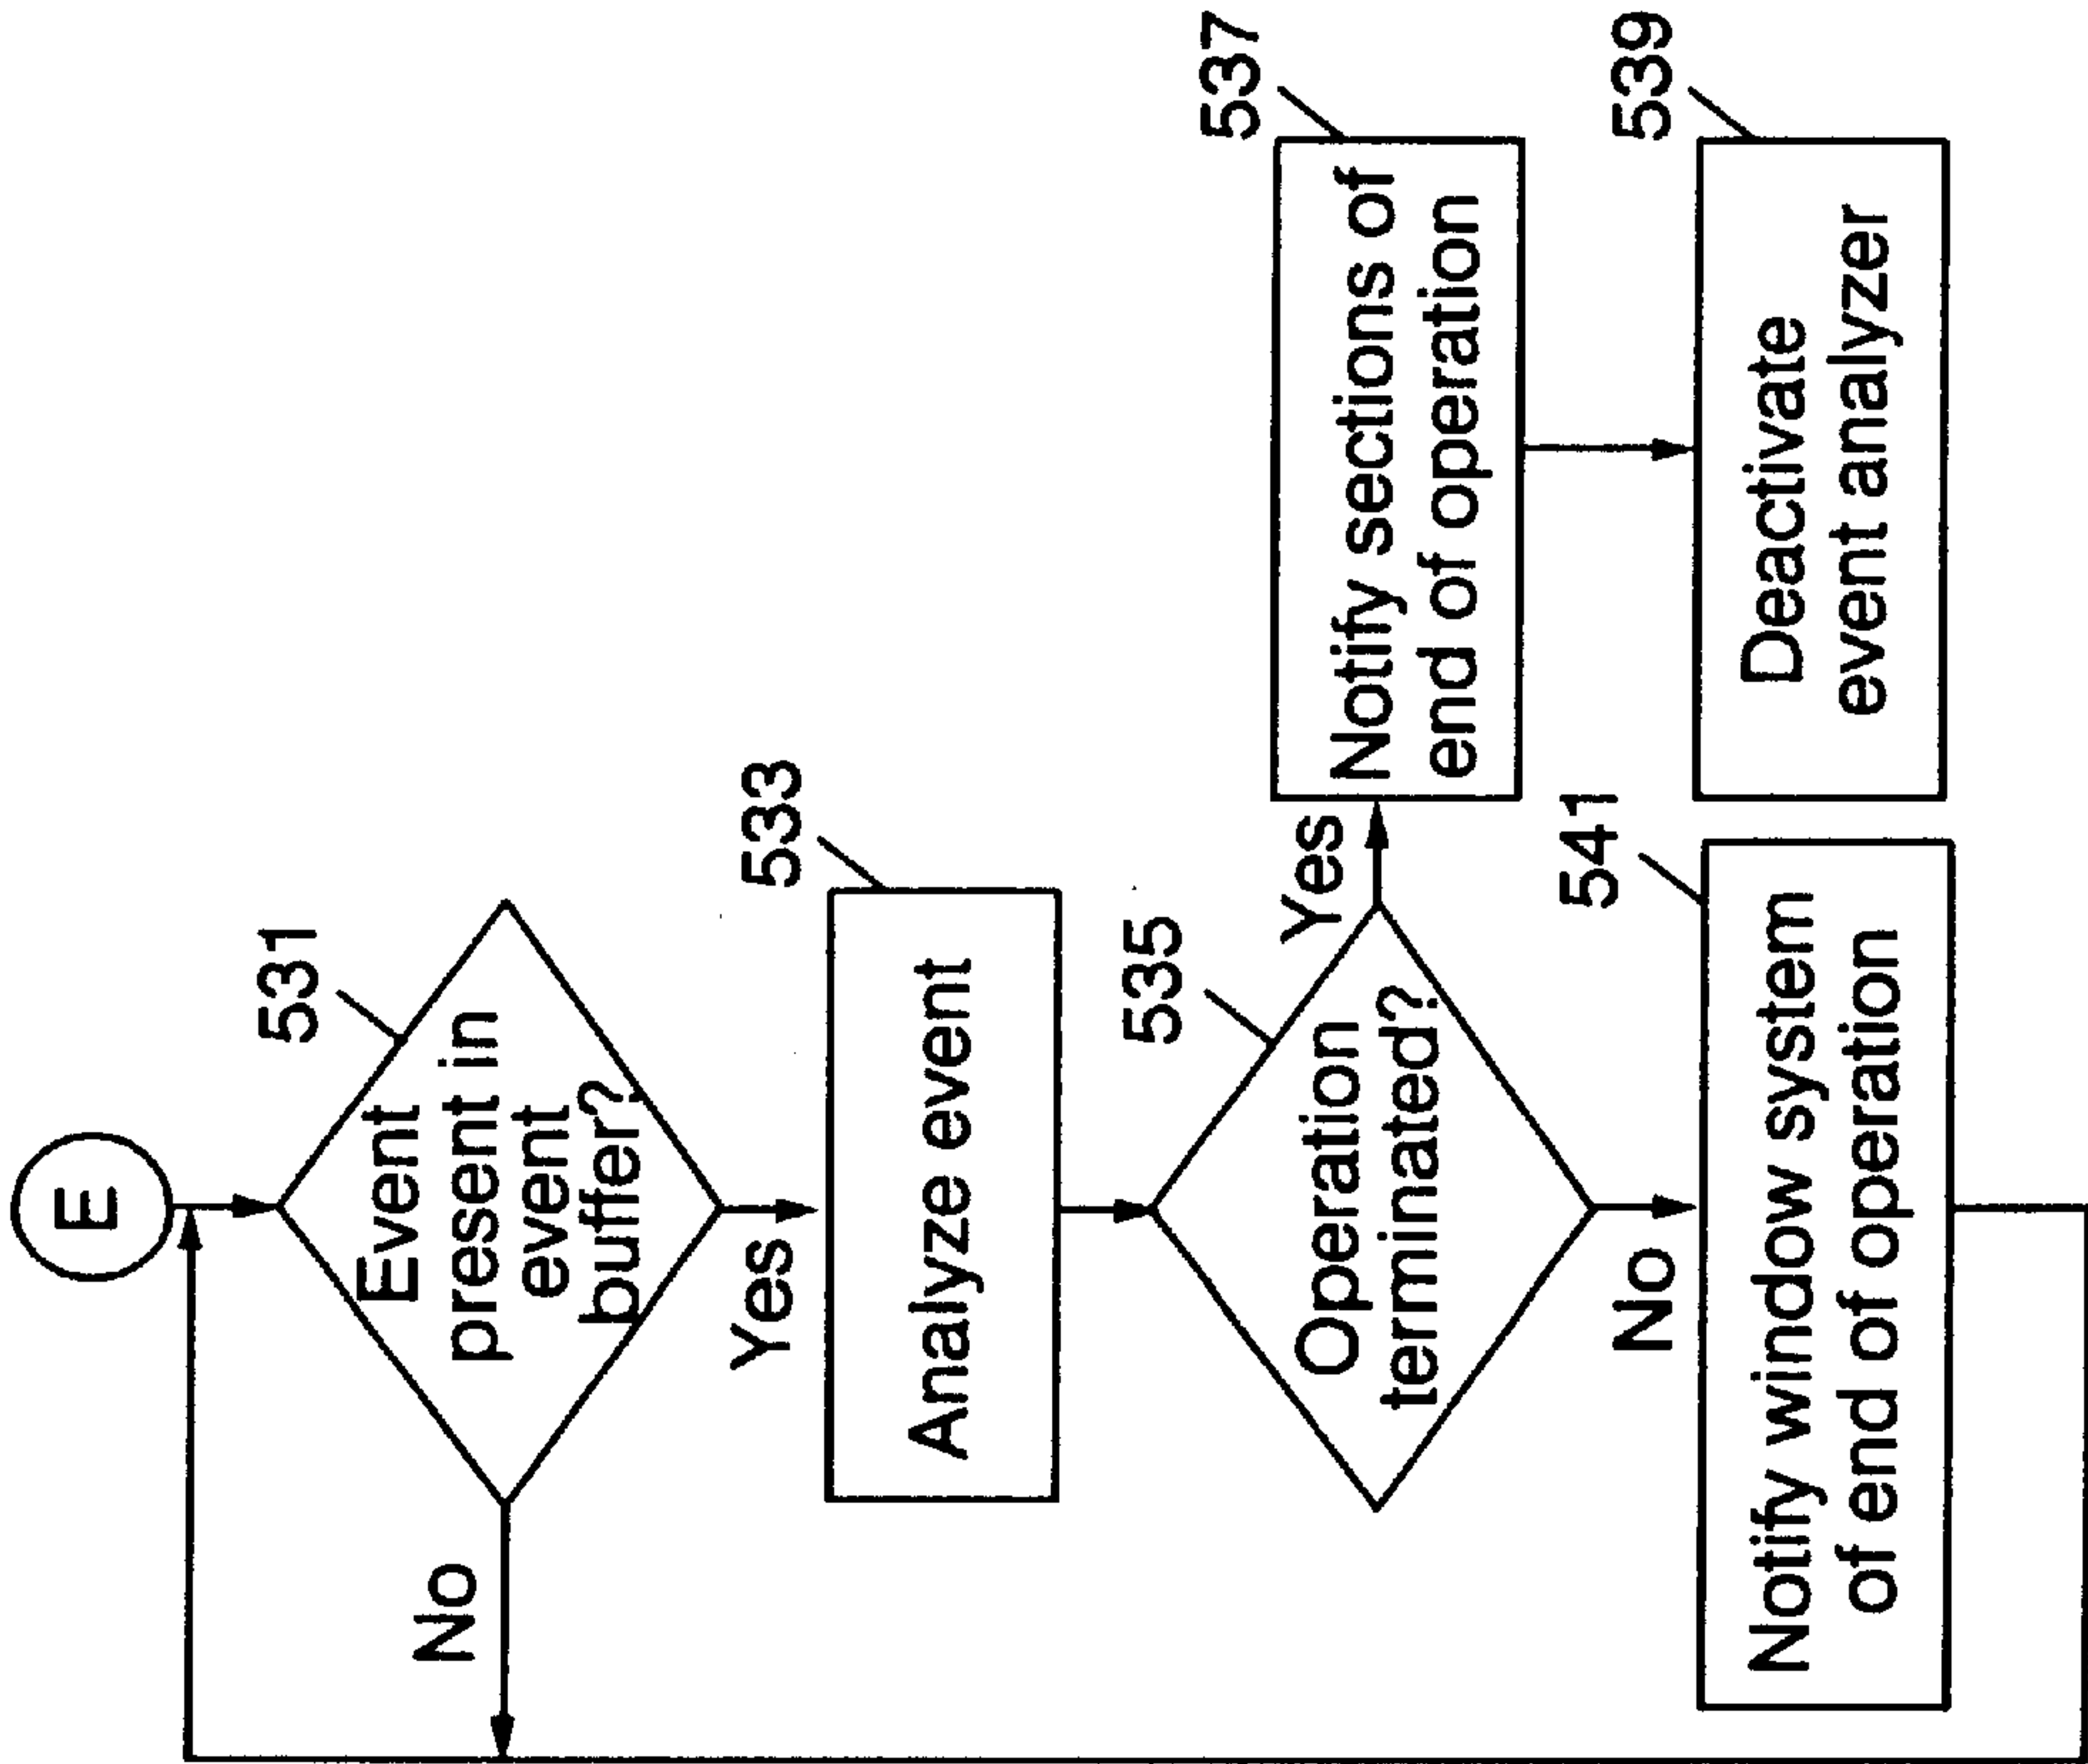 E
531
Event
present in
event
buffer?
No
Yes
533
Analyze event
535
Operation
terminated?
Yes
537
Notify sections of
end of operation
539
Deactivate
event analyzer
No
541
Notify window system
of end of operation